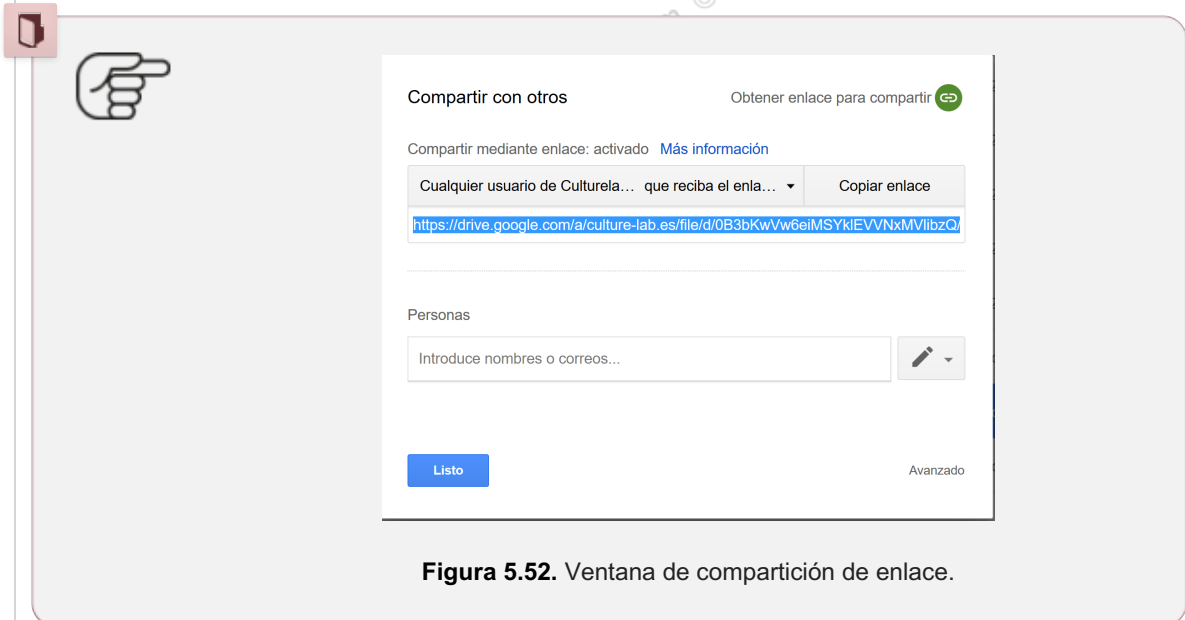 Compartir con otros
Obtener enlace para compartir
Compartir mediante enlace: activado Más información
Cualquier usuario de Culturela… que reciba el enla…
Copiar enlace
https://drive.google.com/a/culture-lab.es/file/d/0B3bKwVw6eiMSYklEVVNxMVlibzQ/
Personas
Introduce nombres o correos...
Listo
Avanzado
Figura 5.52. Ventana de compartición de enlace.